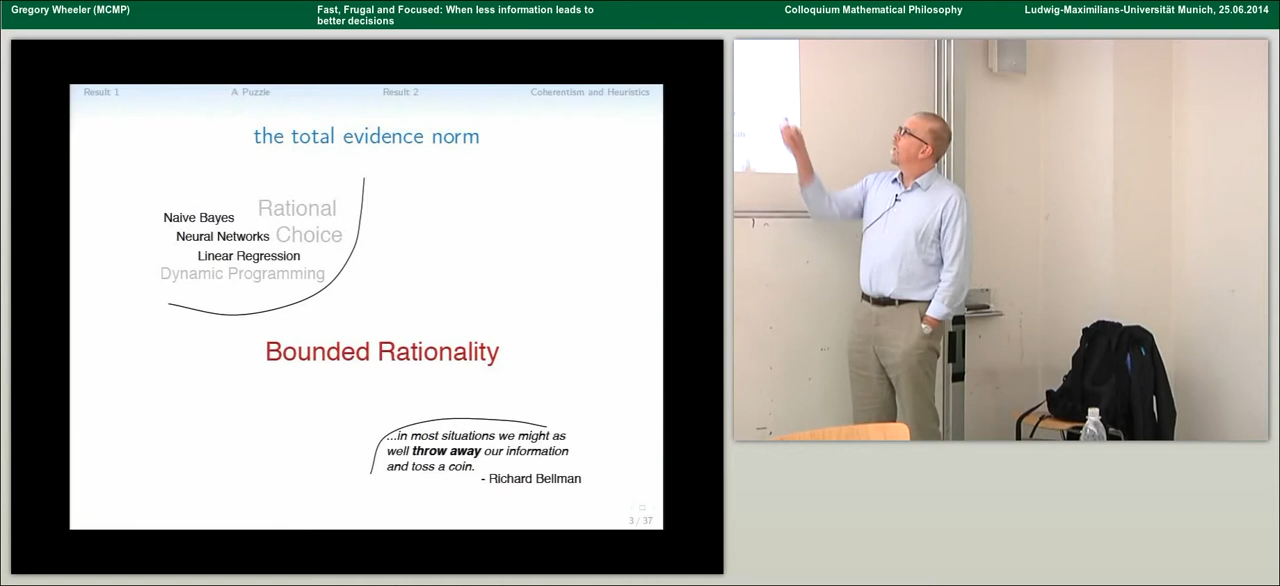 Gregory Wheeler (MCMP)
Fast, Frugal and Focused: When less information leads to
better decisions
Colloquium Mathematical Philosophy
Ludwig-Maximilians-Universität Munich, 25.06.2014
Result 1
A Puzzle
Result 2
Coherentism and Heuristics
the total evidence norm
Rational
Naive Bayes
Neural Networks Choice
Linear Regression
Dynamic Programming
Bounded Rationality
...in most situations we might as
well throw away our information
and toss a coin.
- Richard Bellman
3 / 37